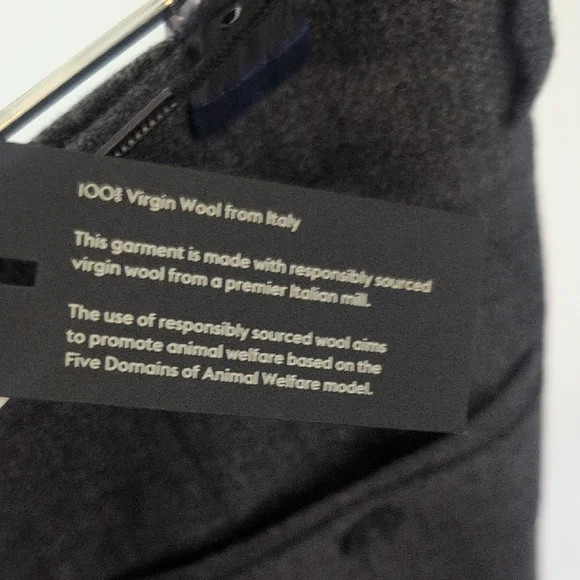 100% Virgin Wool from Italy
This garment is made with responsibly sourced
virgin wool from a premier Italian mill.
The use of responsibly sourced wool aims
to promote animal welfare based on the
Five Domains of Animal Welfare model.